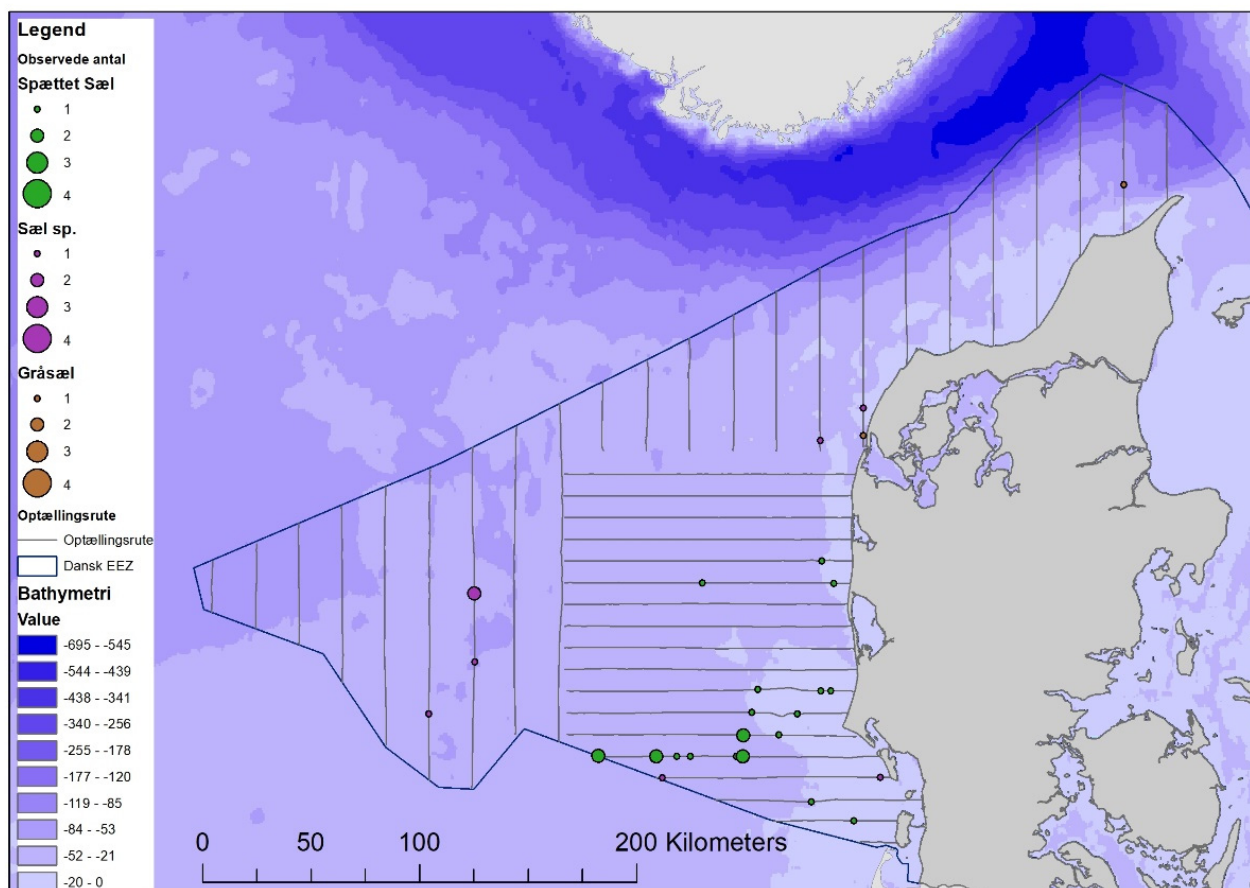 Legend
Observede antal
Spættet Sæl
1
2
3
4
Sæl sp.
1
2
3
4
Gråsæl
1
2
3
4
Optællingsrute
Optællingsrute
Dansk EEZ
Bathymetri
Value
-695 - -545
-544 - -439
-438 - -341
-340 - -256
-255 - -178
-177 - -120
-119 - -85
-84 - -53
-52 - -21
-20 - 0
0 50 100 200 Kilometers